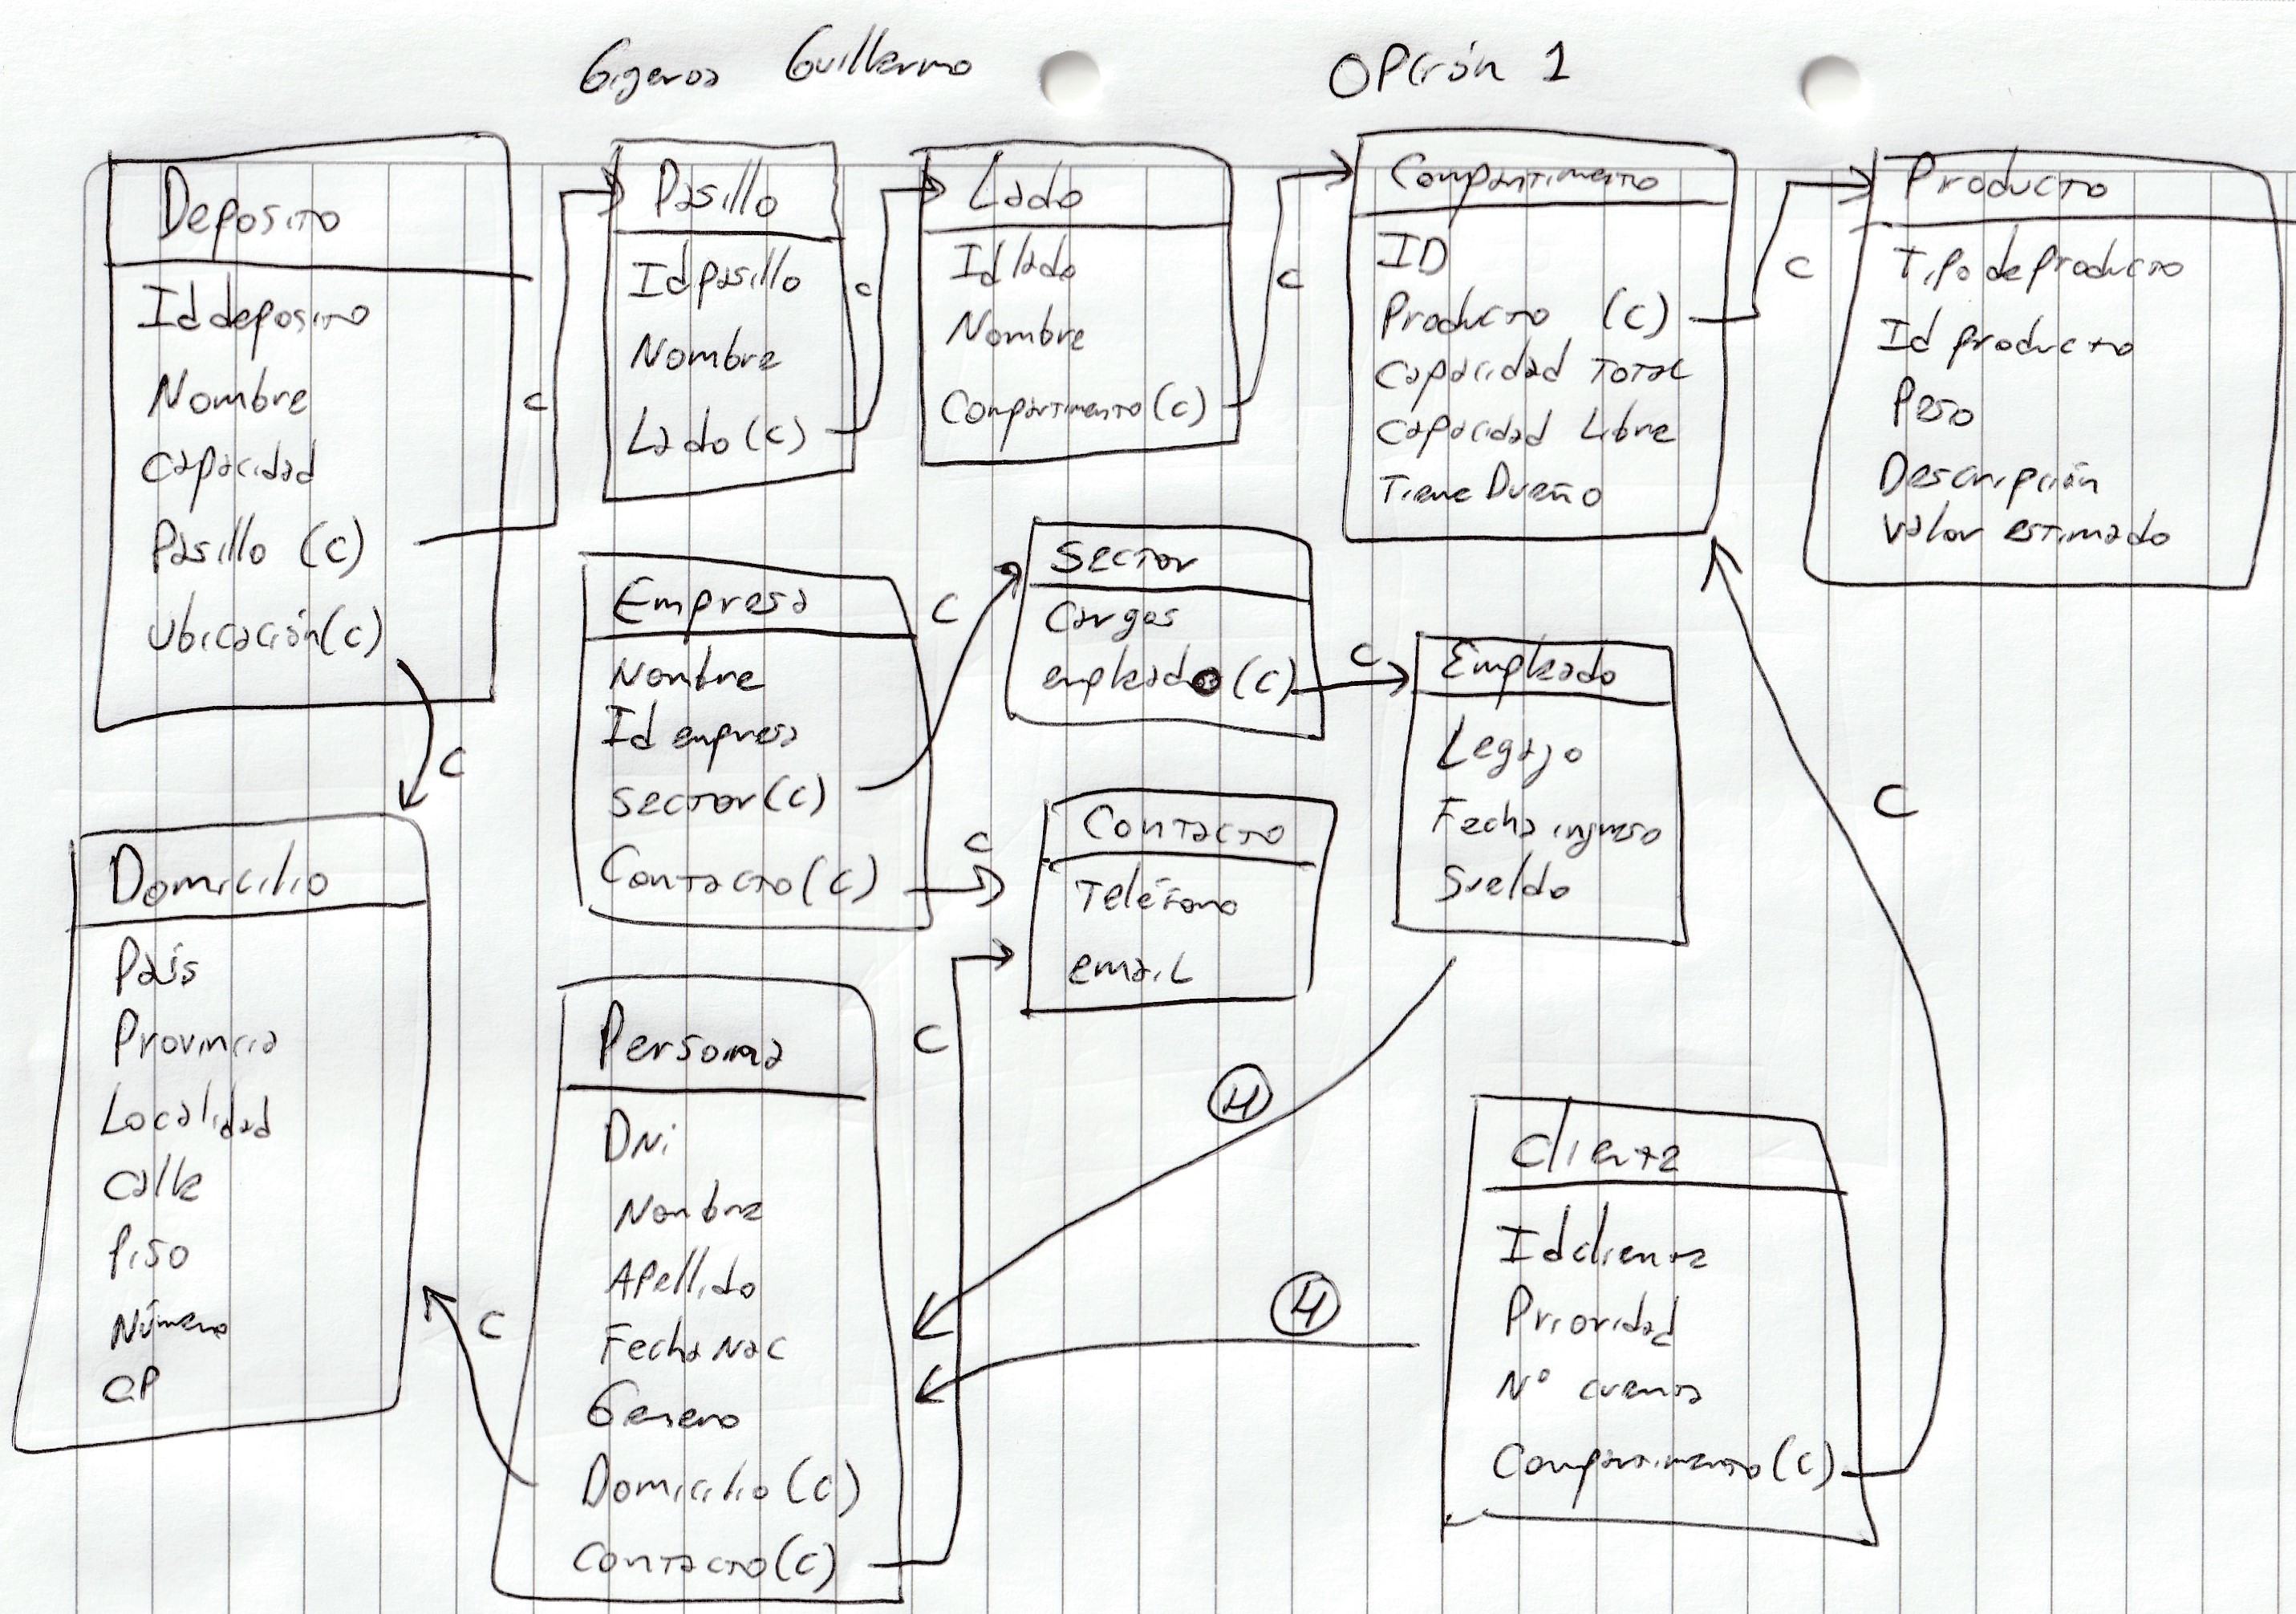 Gigeros Guillermo
OPCión 1
Deposito
Id deposito
Nombre
Capacidad
Pasillo (C)
Ubicación (C)
C
C
Pasillo
Id pasillo
Nombre
Lado (C)
C
Lado
Id lado
Nombre
Compartimento (C)
C
Compartimento
ID
Producto (C)
Capacidad Total
Capacidad Libre
Tiene Dueño
C
Producto
Tipo de producto
Id producto
Peso
Descripción
Valor estimado
Empresa
Nombre
Id empresa
Sector (C)
Contacto (C)
C
C
Sector
Cargos
empleado (C)
C
Empleado
Legajo
Fecha ingreso
Sueldo
Contacto
Teléfono
email
Domicilio
País
Provincia
Localidad
Calle
Piso
Número
CP
C
Persona
DNi
Nombre
Apellido
Fecha Nac
Genero
Domicilio (C)
Contacto (C)
C
H
H
Cliente
Id cliente
Prioridad
N° cuenta
Compartimento (C)
C